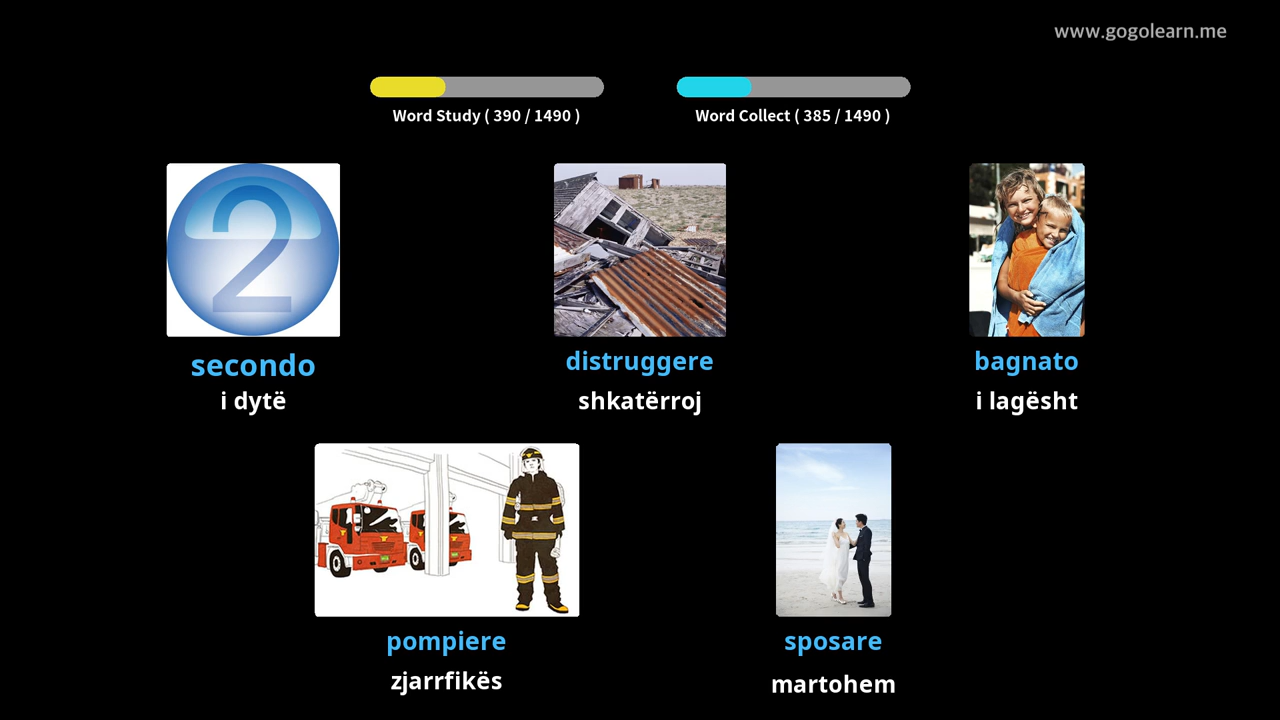 www.gogolearn.me
Word Study ( 390 / 1490 )
Word Collect ( 385 / 1490 )
2
secondo
i dytë
distruggere
shkatërroj
bagnato
i lagësht
pompiere
zjarrfikës
sposare
martohem